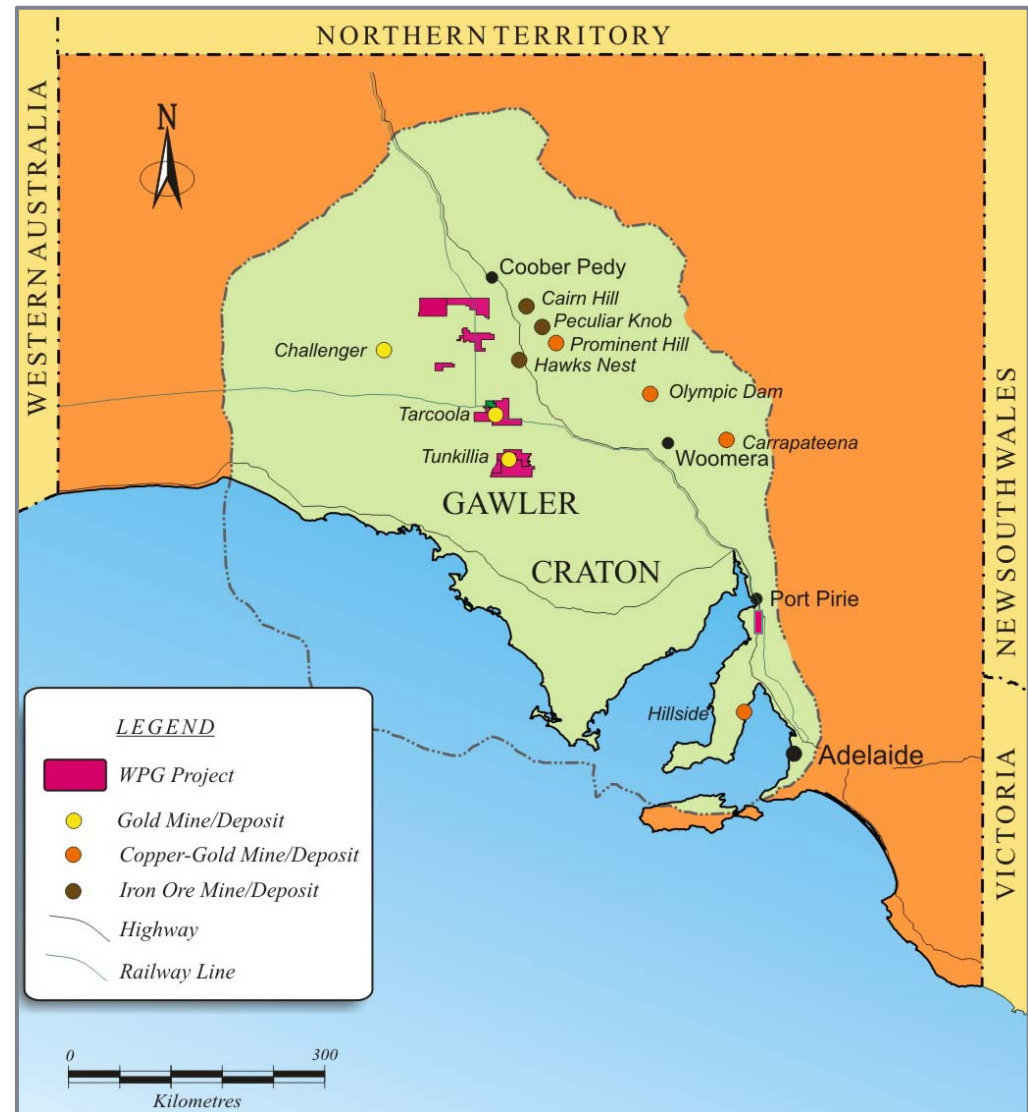 NORTHERN TERRITORY
WESTERN AUSTRALIA
N
Coober Pedy
Cairn Hill
Peculiar Knob
Prominent Hill
Challenger
Hawks Nest
Olympic Dam
Tarcoola
Carrapateena
Woomera
Tunkillia
GAWLER
CRATON
NEW SOUTH WALES
Port Pirie
Hillside
Adelaide
VICTORIA
LEGEND
WPG Project
Gold Mine/Deposit
Copper-Gold Mine/Deposit
Iron Ore Mine/Deposit
Highway
Railway Line
0 300
Kilometres